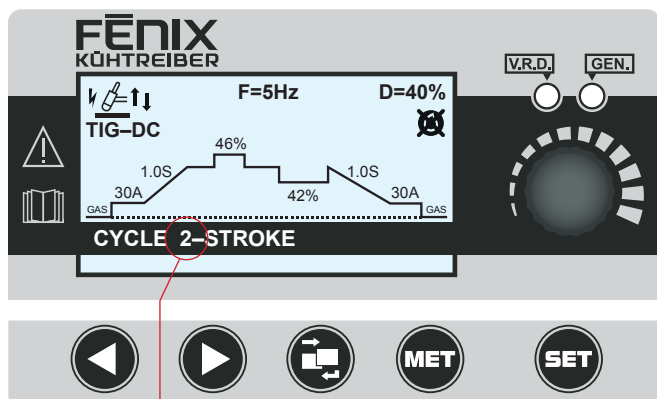 FĒNIX
KÜHTREIBER
V.R.D. GEN.
F=5Hz D=40%
TIG–DC
46%
1.0S 1.0S
42%
30A 30A
GAS GAS
CYCLE 2–STROKE
MET SET